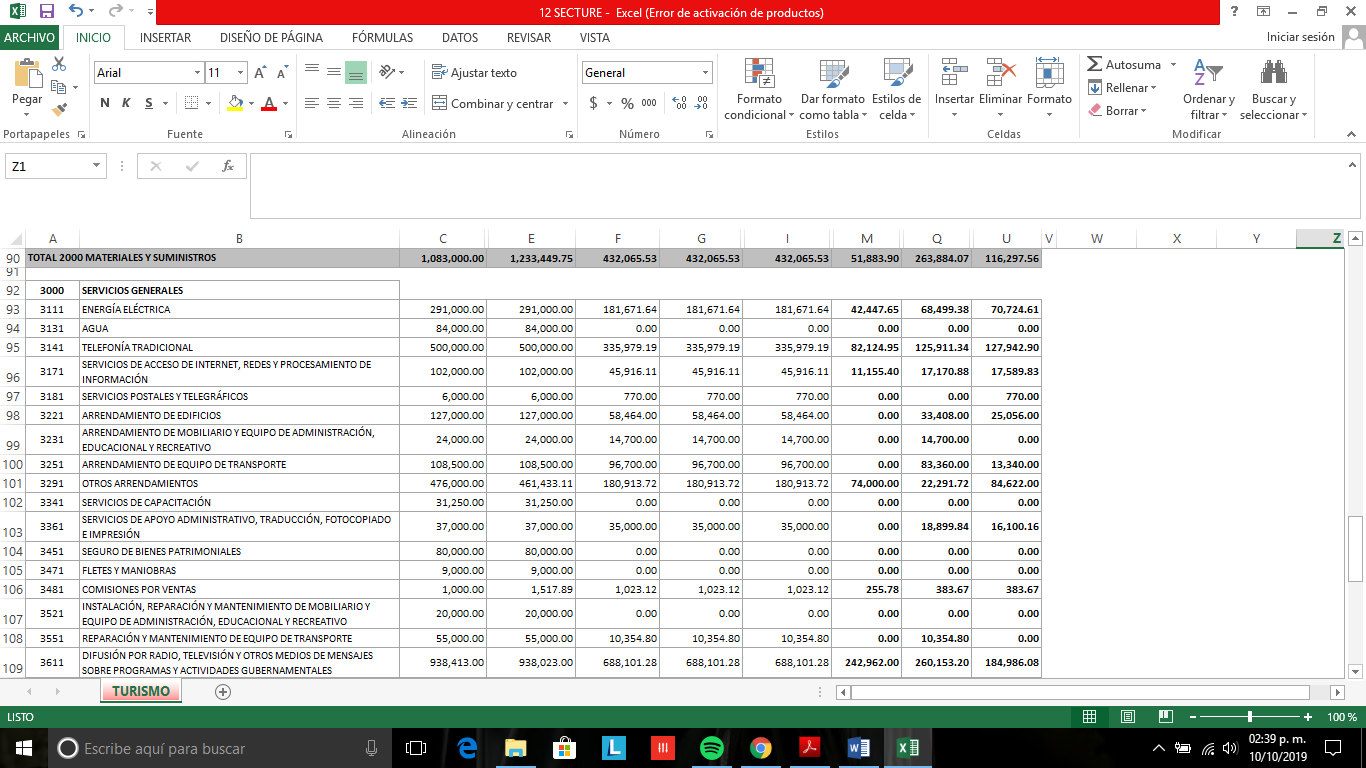 12 SECTURE - Excel (Error de activación de productos)
ARCHIVO INICIO INSERTAR DISEÑO DE PÁGINA FÓRMULAS DATOS REVISAR VISTA Iniciar sesión
Pegar
Portapapeles
Arial 11
N K S
Fuente
Ajustar texto
Combinar y centrar
Alineación
General
$ % 000
Número
Formato condicional
Dar formato como tabla
Estilos de celda
Estilos
Insertar Eliminar Formato
Celdas
Autosuma
Rellenar
Borrar
Ordenar y filtrar
Buscar y seleccionar
Modificar
Z1 fx
A B C E F G I M Q U V W X Y Z
90 TOTAL 2000 MATERIALES Y SUMINISTROS 1,083,000.00 1,233,449.75 432,065.53 432,065.53 432,065.53 51,883.90 263,884.07 116,297.56
91
92 3000 SERVICIOS GENERALES
93 3111 ENERGÍA ELÉCTRICA 291,000.00 291,000.00 181,671.64 181,671.64 181,671.64 42,447.65 68,499.38 70,724.61
94 3131 AGUA 84,000.00 84,000.00 0.00 0.00 0.00 0.00 0.00 0.00
95 3141 TELEFONÍA TRADICIONAL 500,000.00 500,000.00 335,979.19 335,979.19 335,979.19 82,124.95 125,911.34 127,942.90
96 3171 SERVICIOS DE ACCESO DE INTERNET, REDES Y PROCESAMIENTO DE
INFORMACIÓN 102,000.00 102,000.00 45,916.11 45,916.11 45,916.11 11,155.40 17,170.88 17,589.83
97 3181 SERVICIOS POSTALES Y TELEGRÁFICOS 6,000.00 6,000.00 770.00 770.00 770.00 0.00 0.00 770.00
98 3221 ARRENDAMIENTO DE EDIFICIOS 127,000.00 127,000.00 58,464.00 58,464.00 58,464.00 0.00 33,408.00 25,056.00
99 3231 ARRENDAMIENTO DE MOBILIARIO Y EQUIPO DE ADMINISTRACIÓN,
EDUCACIONAL Y RECREATIVO 24,000.00 24,000.00 14,700.00 14,700.00 14,700.00 0.00 14,700.00 0.00
100 3251 ARRENDAMIENTO DE EQUIPO DE TRANSPORTE 108,500.00 108,500.00 96,700.00 96,700.00 96,700.00 0.00 83,360.00 13,340.00
101 3291 OTROS ARRENDAMIENTOS 476,000.00 461,433.11 180,913.72 180,913.72 180,913.72 74,000.00 22,291.72 84,622.00
102 3341 SERVICIOS DE CAPACITACIÓN 31,250.00 31,250.00 0.00 0.00 0.00 0.00 0.00 0.00
103 3361 SERVICIOS DE APOYO ADMINISTRATIVO, TRADUCCIÓN, FOTOCOPIADO
E IMPRESIÓN 37,000.00 37,000.00 35,000.00 35,000.00 35,000.00 0.00 18,899.84 16,100.16
104 3451 SEGURO DE BIENES PATRIMONIALES 80,000.00 80,000.00 0.00 0.00 0.00 0.00 0.00 0.00
105 3471 FLETES Y MANIOBRAS 9,000.00 9,000.00 0.00 0.00 0.00 0.00 0.00 0.00
106 3481 COMISIONES POR VENTAS 1,000.00 1,517.89 1,023.12 1,023.12 1,023.12 255.78 383.67 383.67
107 3521 INSTALACIÓN, REPARACIÓN Y MANTENIMIENTO DE MOBILIARIO Y
EQUIPO DE ADMINISTRACIÓN, EDUCACIONAL Y RECREATIVO 20,000.00 20,000.00 0.00 0.00 0.00 0.00 0.00 0.00
108 3551 REPARACIÓN Y MANTENIMIENTO DE EQUIPO DE TRANSPORTE 55,000.00 55,000.00 10,354.80 10,354.80 10,354.80 0.00 10,354.80 0.00
109 3611 DIFUSIÓN POR RADIO, TELEVISIÓN Y OTROS MEDIOS DE MENSAJES
SOBRE PROGRAMAS Y ACTIVIDADES GUBERNAMENTALES 938,413.00 938,023.00 688,101.28 688,101.28 688,101.28 242,962.00 260,153.20 184,986.08
TURISMO
LISTO 100 %
Escribe aquí para buscar
02:39 p. m.
10/10/2019